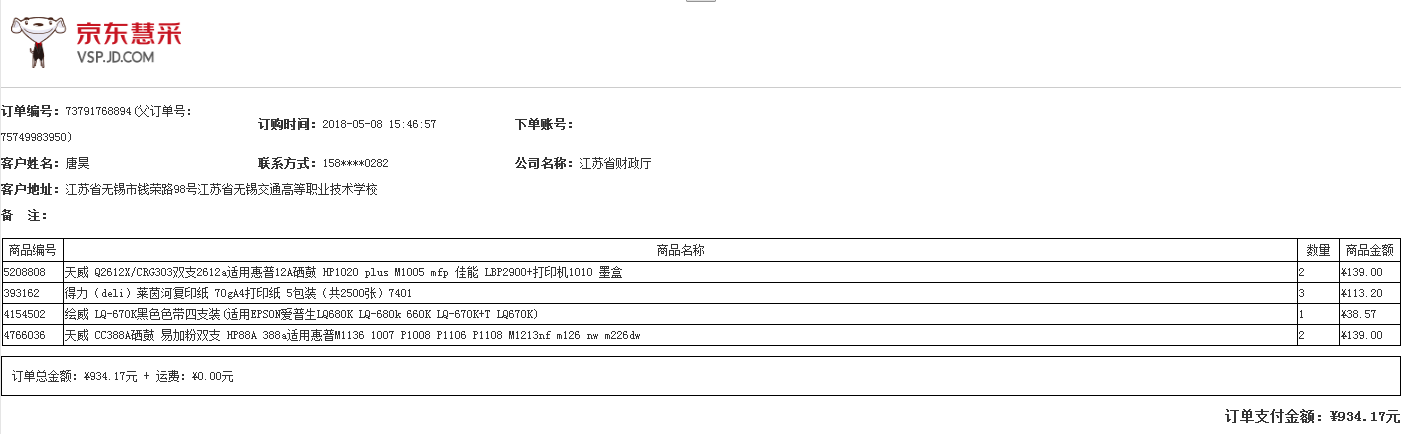 京东慧采
VSP.JD.COM
订单编号：73791768894(父订单号：
75749983950)
订购时间：2018-05-08 15:46:57
下单账号：
客户姓名：唐昊
联系方式：158****0282
公司名称：江苏省财政厅
客户地址：江苏省无锡市钱荣路98号江苏省无锡交通高等职业技术学校
备 注：
商品编号 商品名称 数量 商品金额
5208808 天威 Q2612X/CRG303双支2612a适用惠普12A硒鼓 HP1020 plus M1005 mfp 佳能 LBP2900+打印机1010 墨盒 2 ¥139.00
393162 得力（deli）莱茵河复印纸 70gA4打印纸 5包装（共2500张）7401 3 ¥113.20
4154502 绘威 LQ-670K黑色色带四支装(适用EPSON爱普生LQ680K LQ-680k 660K LQ-670K+T LQ670K) 1 ¥38.57
4766036 天威 CC388A硒鼓 易加粉双支 HP88A 388a适用惠普M1136 1007 P1008 P1106 P1108 M1213nf m126 nw m226dw 2 ¥139.00
订单总金额：¥934.17元 + 运费：¥0.00元
订单支付金额：¥934.17元